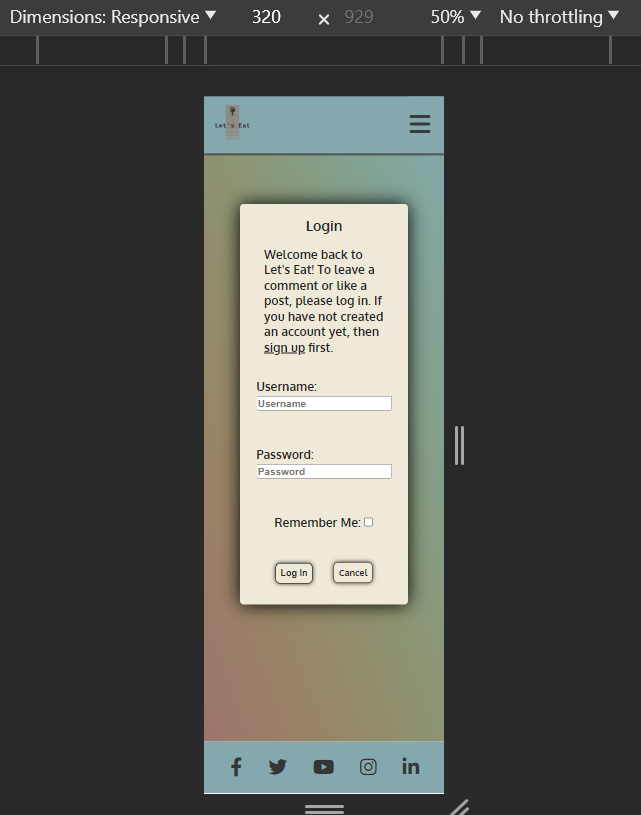 Dimensions: Responsive 320 × 929 50% No throttling
Let's Eat
Login
Welcome back to
Let's Eat! To leave a
comment or like a
post, please log in. If
you have not created
an account yet, then
sign up first.
Username:
Username
Password:
Password
Remember Me:
Log In Cancel